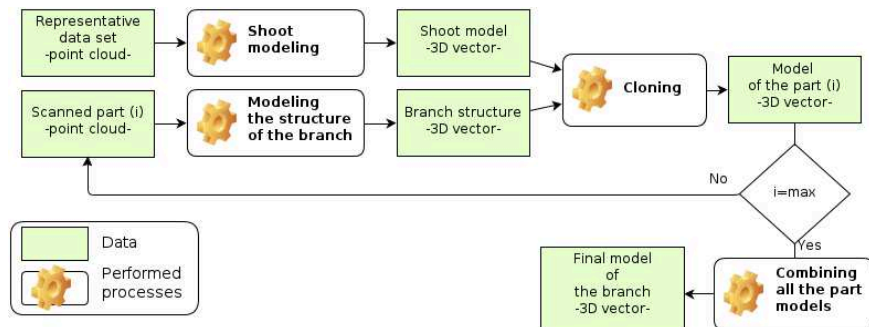 Representative
data set
-point cloud-
Shoot
modeling
Shoot model
-3D vector-
Scanned part (i)
-point cloud-
Modeling
the structure
of the branch
Branch structure
-3D vector-
Cloning
Model
of the part (i)
-3D vector-
No
i=max
Yes
Data
Performed
processes
Final model
of
the branch
-3D vector-
Combining
all the part
models